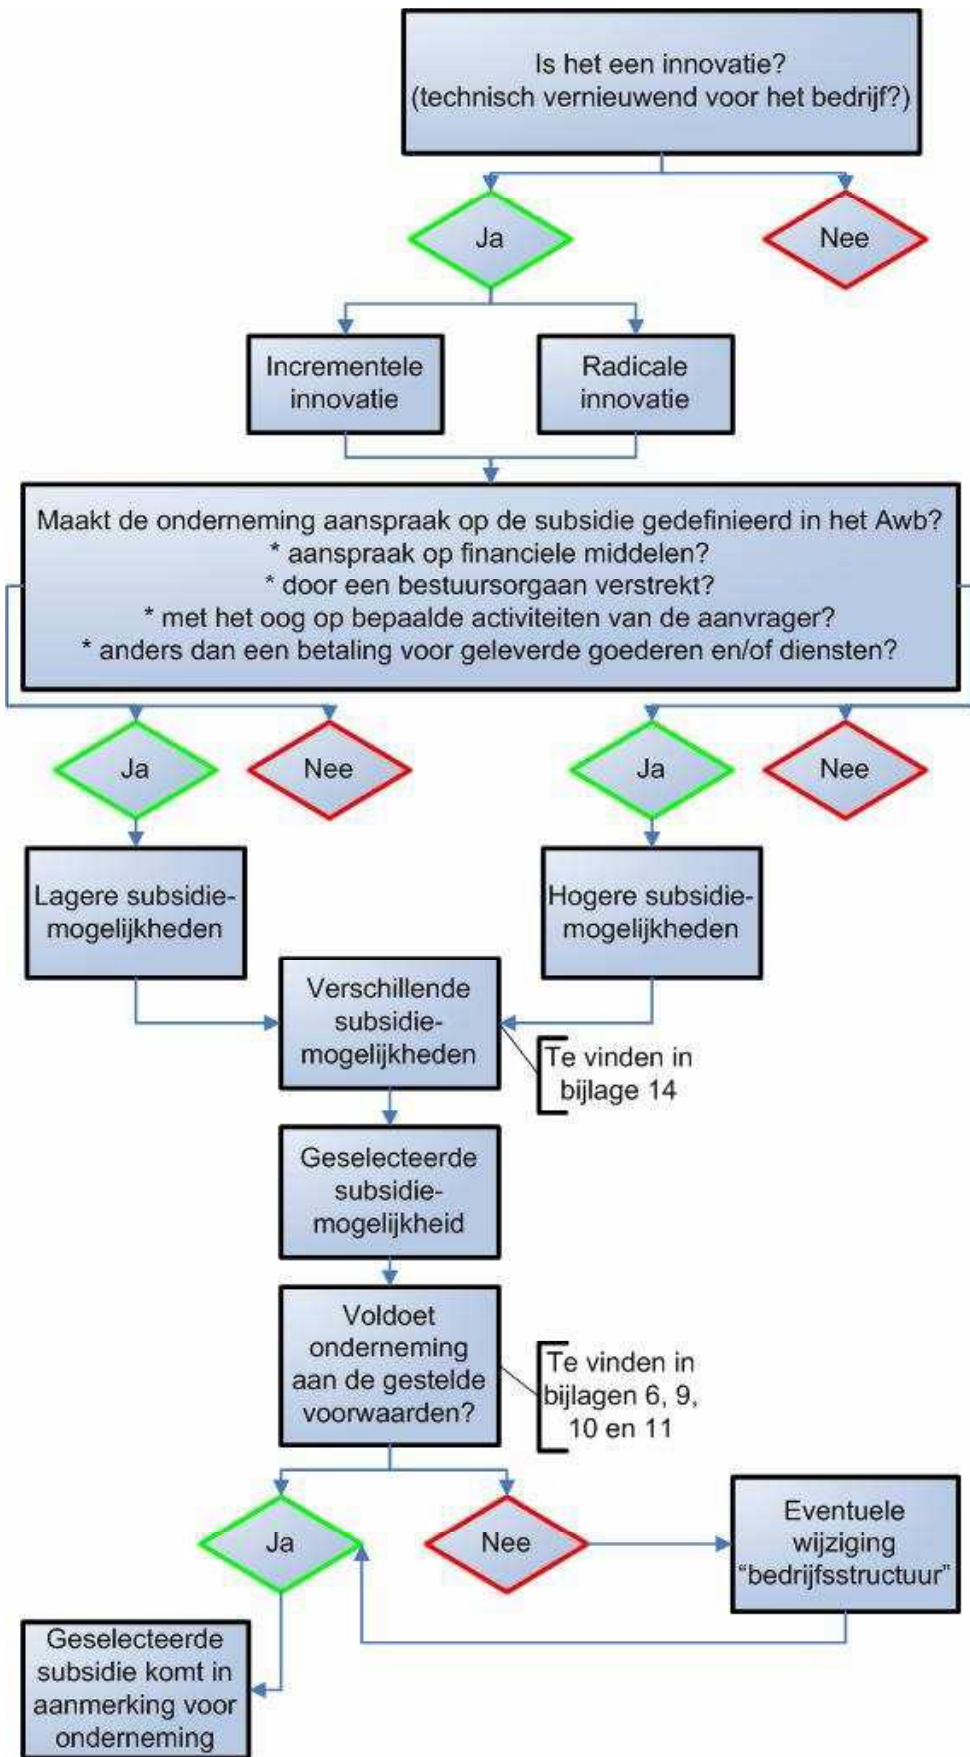 Is het een innovatie?
(technisch vernieuwend voor het bedrijf?)
Ja
Nee
Incrementele
innovatie
Radicale
innovatie
Maakt de onderneming aanspraak op de subsidie gedefinieerd in het Awb?
* aanspraak op financiele middelen?
* door een bestuursorgaan verstrekt?
* met het oog op bepaalde activiteiten van de aanvrager?
* anders dan een betaling voor geleverde goederen en/of diensten?
Ja
Nee
Ja
Nee
Lagere subsidie-
mogelijkheden
Hogere subsidie-
mogelijkheden
Verschillende
subsidie-
mogelijkheden
Te vinden in
bijlage 14
Geselecteerde
subsidie-
mogelijkheid
Voldoet
onderneming
aan de gestelde
voorwaarden?
Te vinden in
bijlagen 6, 9,
10 en 11
Ja
Nee
Eventuele
wijziging
“bedrijfsstructuur”
Geselecteerde
subsidie komt in
aanmerking voor
onderneming